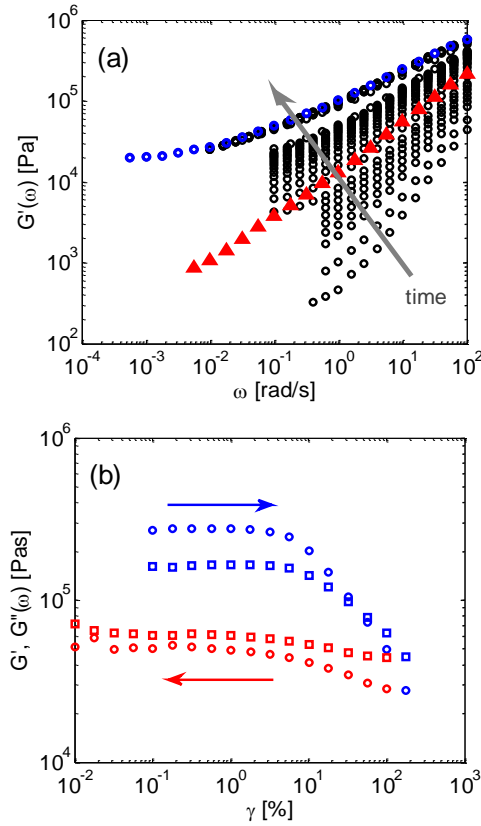 (a)
10^6
10^5
10^4
10^3
10^2
G'(ω) [Pa]
time
10^-4 10^-3 10^-2 10^-1 10^0 10^1 10^2
ω [rad/s]
(b)
10^6
10^5
10^4
G', G"(ω) [Pas]
10^-2 10^-1 10^0 10^1 10^2 10^3
γ [%]